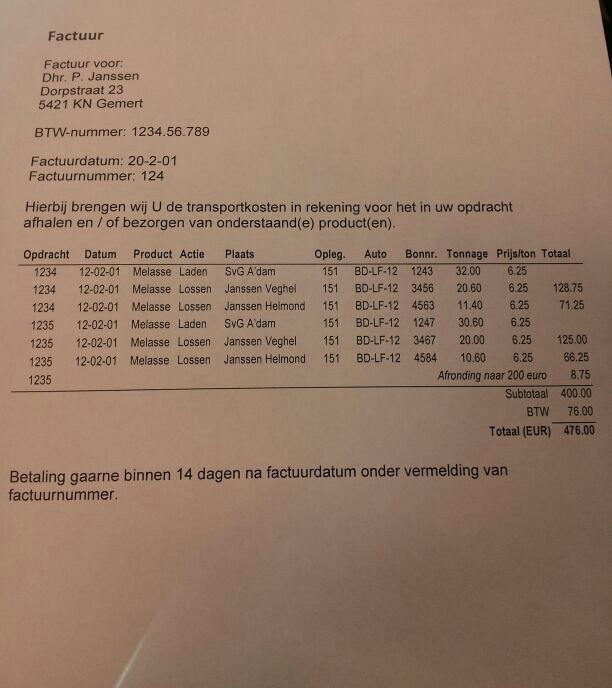 Factuur
Factuur voor:
Dhr. P. Janssen
Dorpstraat 23
5421 KN Gemert
BTW-nummer: 1234.56.789
Factuurdatum: 20-2-01
Factuurnummer: 124
Hierbij brengen wij U de transportkosten in rekening voor het in uw opdracht
afhalen en / of bezorgen van onderstaand(e) product(en).
Opdracht Datum Product Actie Plaats Opleg. Auto Bonnr. Tonnage Prijs/ton Totaal
1234 12-02-01 Melasse Laden SvG A'dam 151 BD-LF-12 1243 32.00 6.25
1234 12-02-01 Melasse Lossen Janssen Veghel 151 BD-LF-12 3456 20.60 6.25 128.75
1234 12-02-01 Melasse Lossen Janssen Helmond 151 BD-LF-12 4563 11.40 6.25 71.25
1235 12-02-01 Melasse Laden SvG A'dam 151 BD-LF-12 1247 30.60 6.25
1235 12-02-01 Melasse Lossen Janssen Veghel 151 BD-LF-12 3467 20.00 6.25 125.00
1235 12-02-01 Melasse Lossen Janssen Helmond 151 BD-LF-12 4584 10.60 6.25 66.25
1235 Afronding naar 200 euro 8.75
Subtotaal 400.00
BTW 76.00
Totaal (EUR) 476.00
Betaling gaarne binnen 14 dagen na factuurdatum onder vermelding van
factuurnummer.